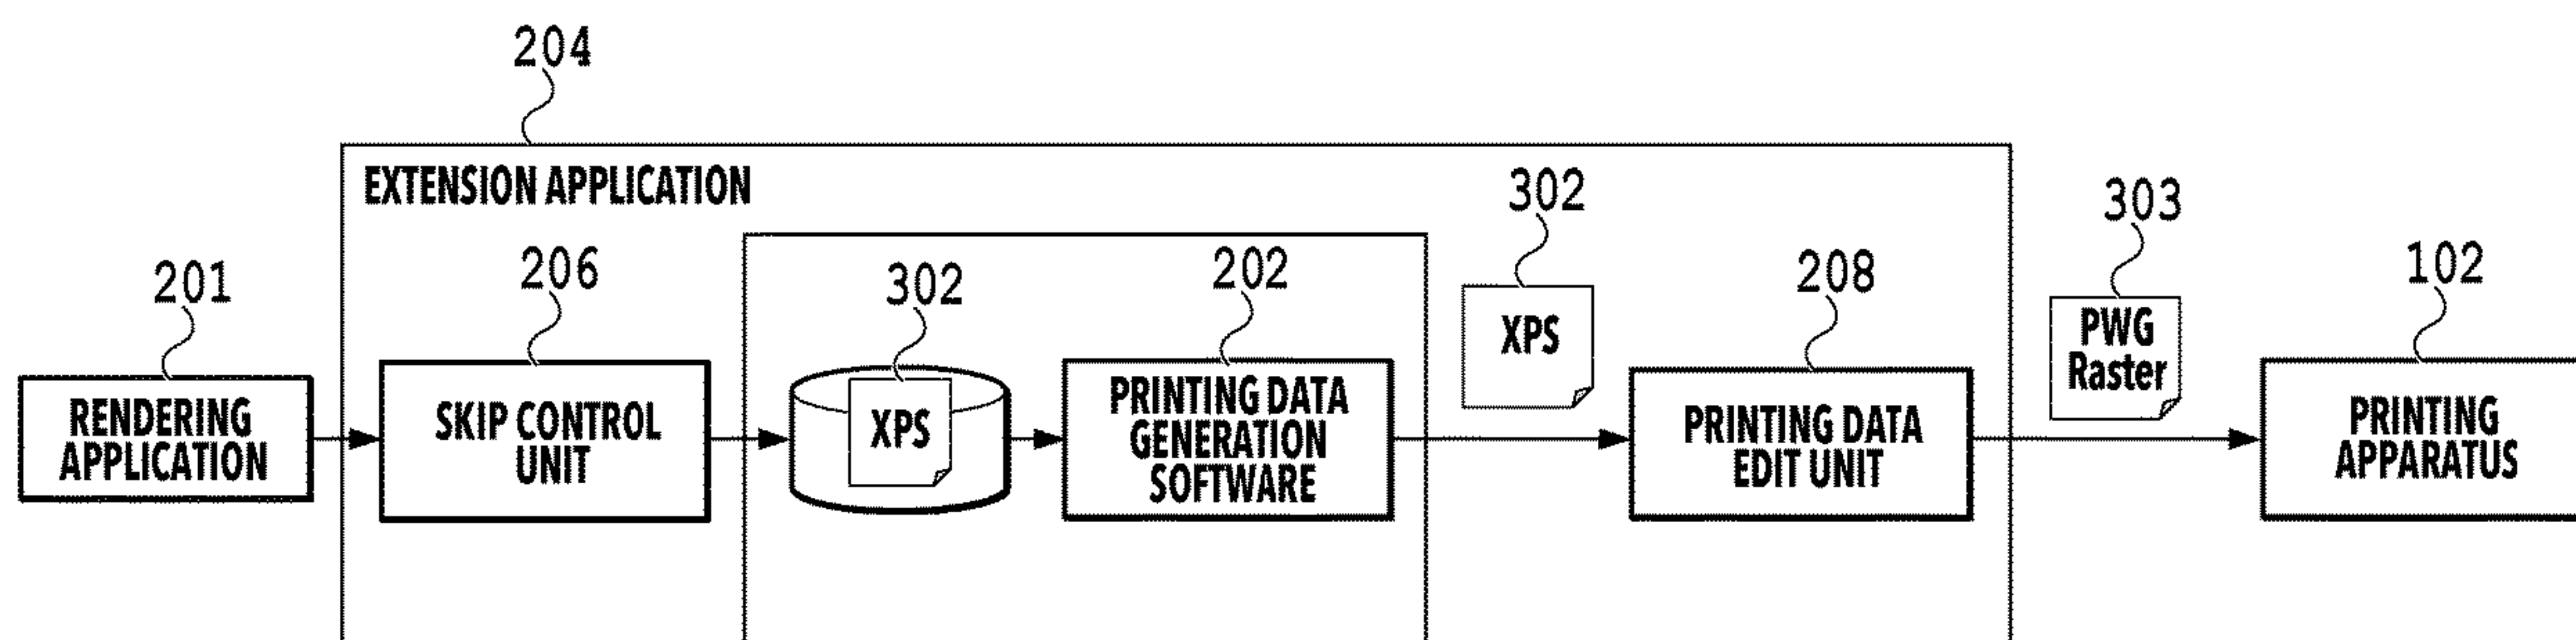 204
EXTENSION APPLICATION
302
303
201
206
302
202
208
102
RENDERING
APPLICATION
SKIP CONTROL
UNIT
XPS
PRINTING DATA
GENERATION
SOFTWARE
XPS
PRINTING DATA
EDIT UNIT
PWG
Raster
PRINTING
APPARATUS